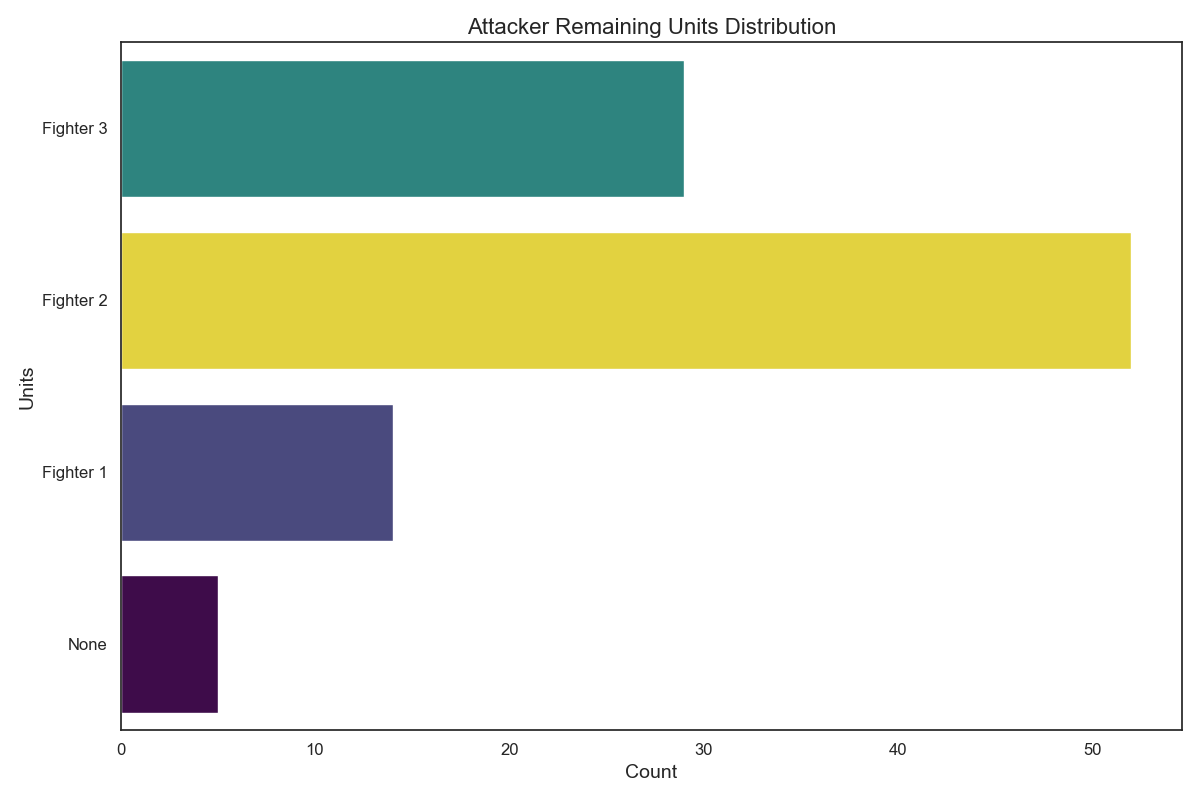 Attacker Remaining Units Distribution
Fighter 3
Fighter 2
Fighter 1
None
Units
0 10 20 30 40 50
Count